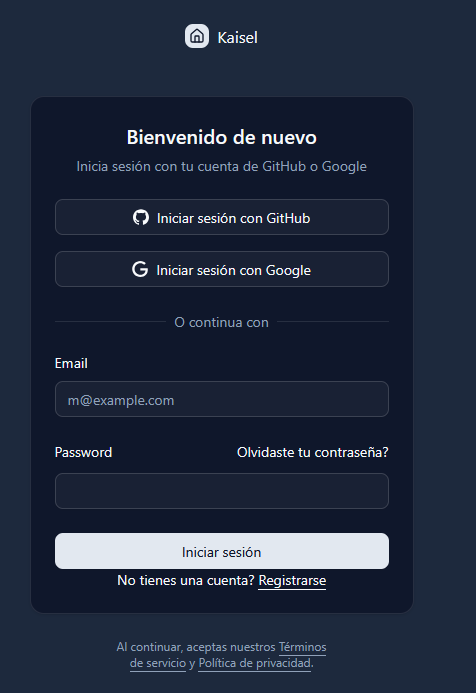 Kaisel
Bienvenido de nuevo
Inicia sesión con tu cuenta de GitHub o Google
Iniciar sesión con GitHub
Iniciar sesión con Google
O continua con
Email
m@example.com
Password
Olvidaste tu contraseña?
Iniciar sesión
No tienes una cuenta? Registrarse
Al continuar, aceptas nuestros Términos
de servicio y Política de privacidad.